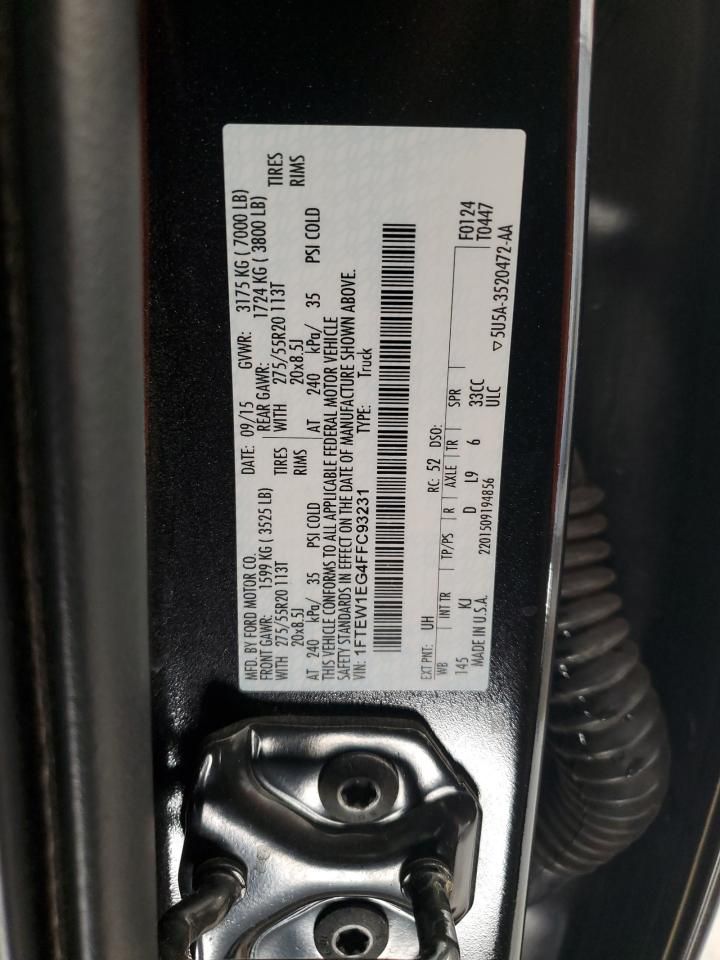 MFD. BY FORD MOTOR CO.
DATE: 09/15 GVWR: 3175 KG ( 7000 LB)
FRONT GAWR: 1599 KG ( 3525 LB) REAR GAWR: 1724 KG ( 3800 LB)
WITH 275/55R20 113T TIRES WITH 275/55R20 113T TIRES
20x8.5J RIMS 20x8.5J RIMS
AT 240 kPa/ 35 PSI COLD AT 240 kPa/ 35 PSI COLD
THIS VEHICLE CONFORMS TO ALL APPLICABLE FEDERAL MOTOR VEHICLE
SAFETY STANDARDS IN EFFECT ON THE DATE OF MANUFACTURE SHOWN ABOVE.
VIN: 1FTEW1EG4FFC93231 TYPE: Truck
EXT PNT: UH RC: 52 DSO:
WB INT TR TP/PS R AXLE TR SPR F0124
145 KJ D L9 6 33CC T0447
MADE IN U.S.A. 2201509194856 ULC ▽ 5U5A-3520472-AA